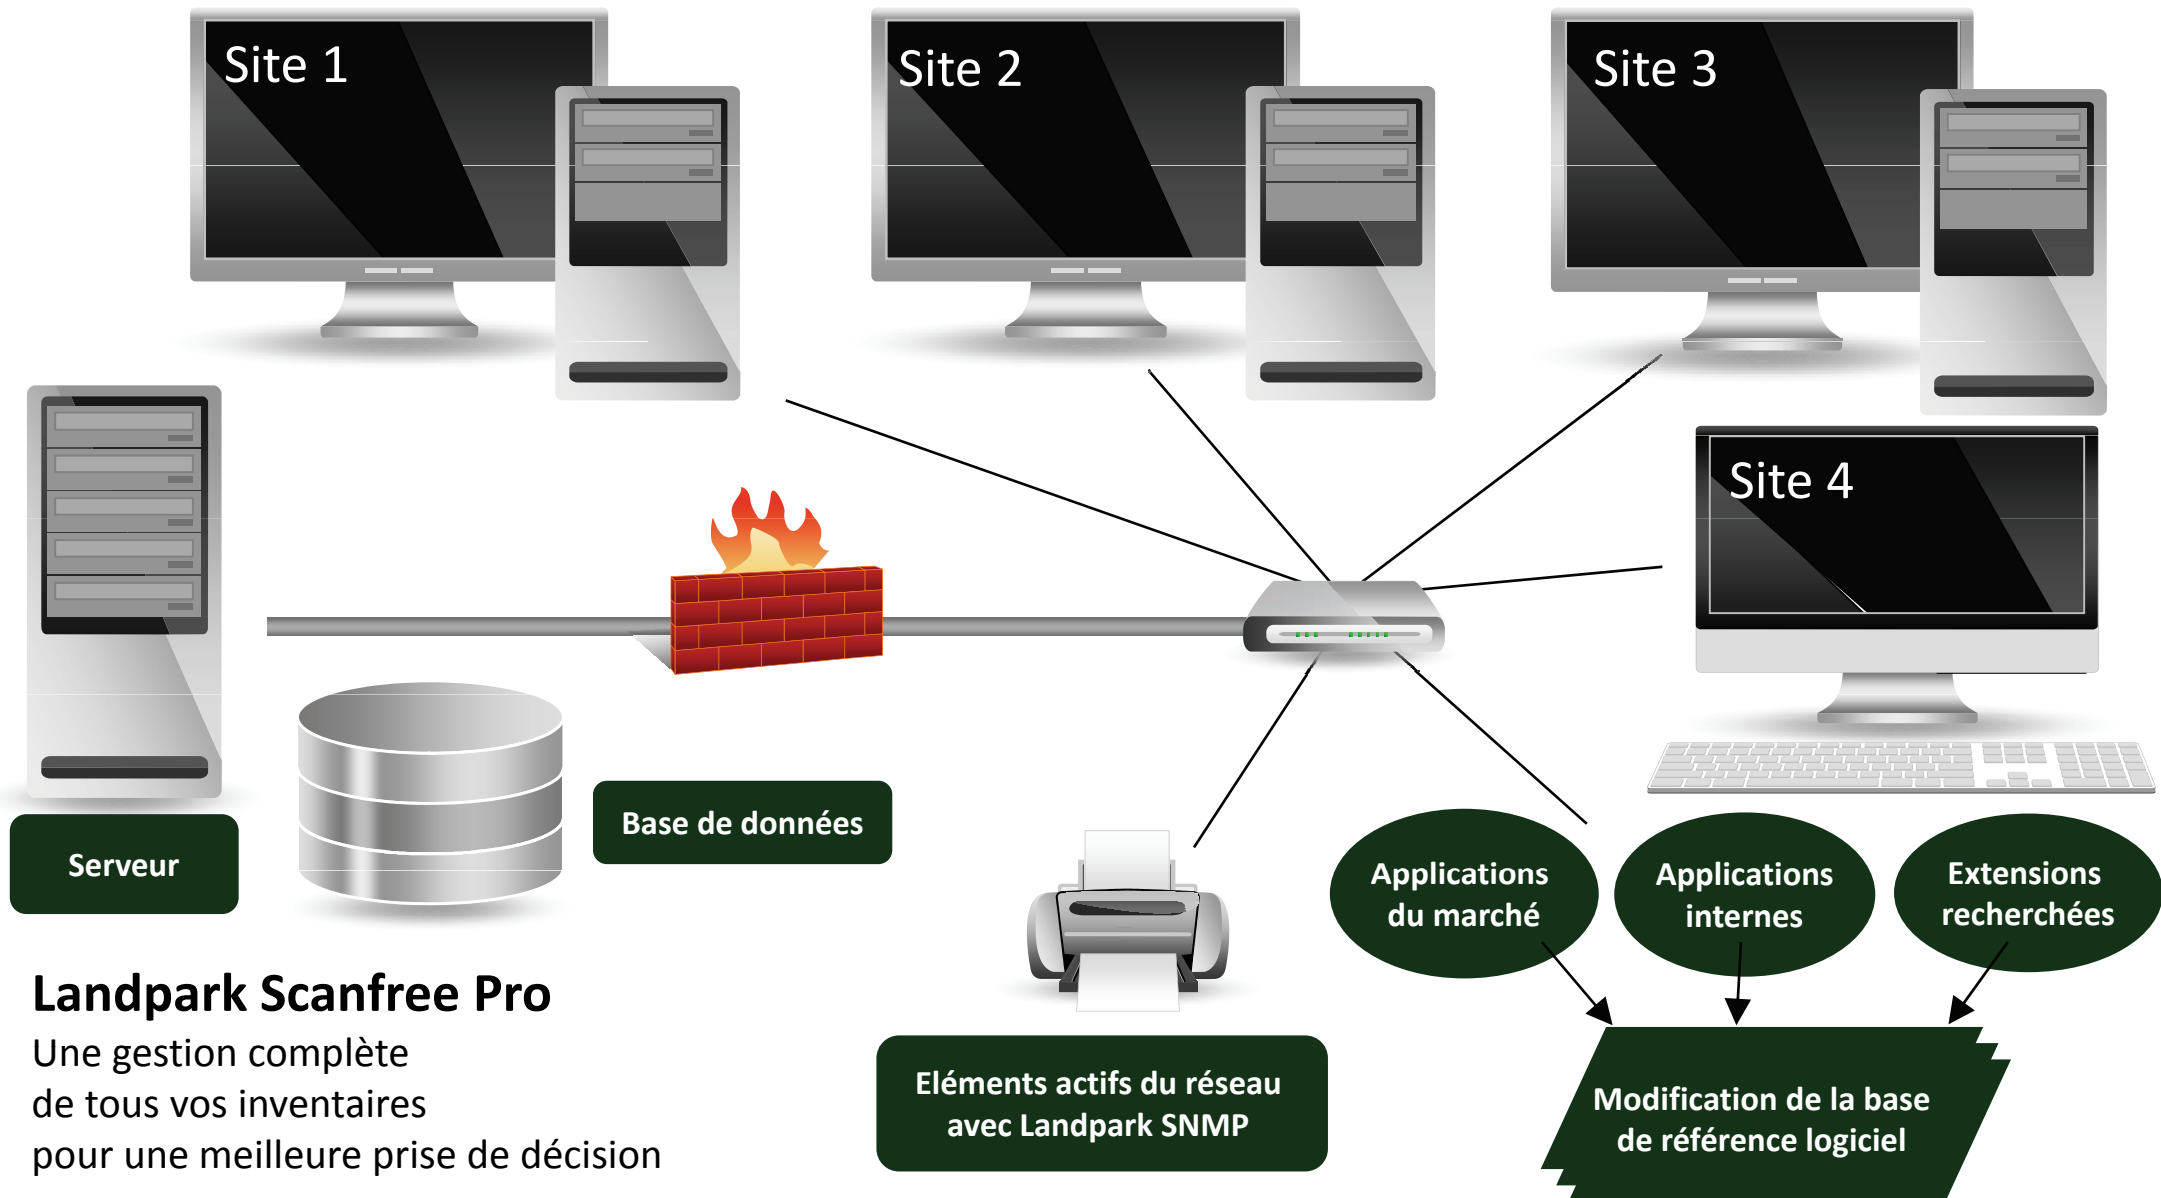 Site 1
Site 2
Site 3
Site 4
Serveur
Base de données
Applications
du marché
Applications
internes
Extensions
recherchées
Landpark Scanfree Pro
Une gestion complète
de tous vos inventaires
pour une meilleure prise de décision
Eléments actifs du réseau
avec Landpark SNMP
Modification de la base
de référence logiciel